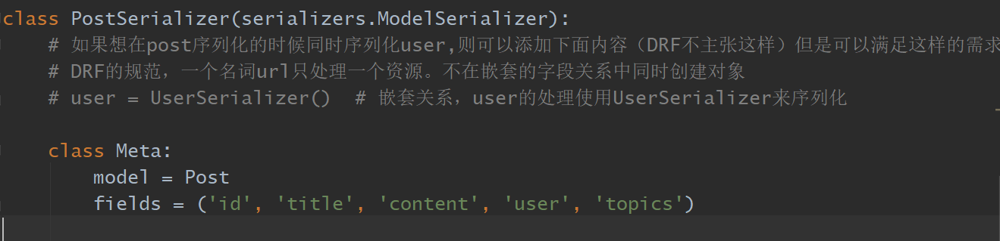 class PostSerializer(serializers.ModelSerializer):
    # 如果想在post序列化的时候同时序列化user,则可以添加下面内容（DRF不主张这样）但是可以满足这样的需求
    # DRF的规范，一个名词url只处理一个资源。不在嵌套的字段关系中同时创建对象
    # user = UserSerializer()  # 嵌套关系，user的处理使用UserSerializer来序列化
    class Meta:
        model = Post
        fields = ('id', 'title', 'content', 'user', 'topics')